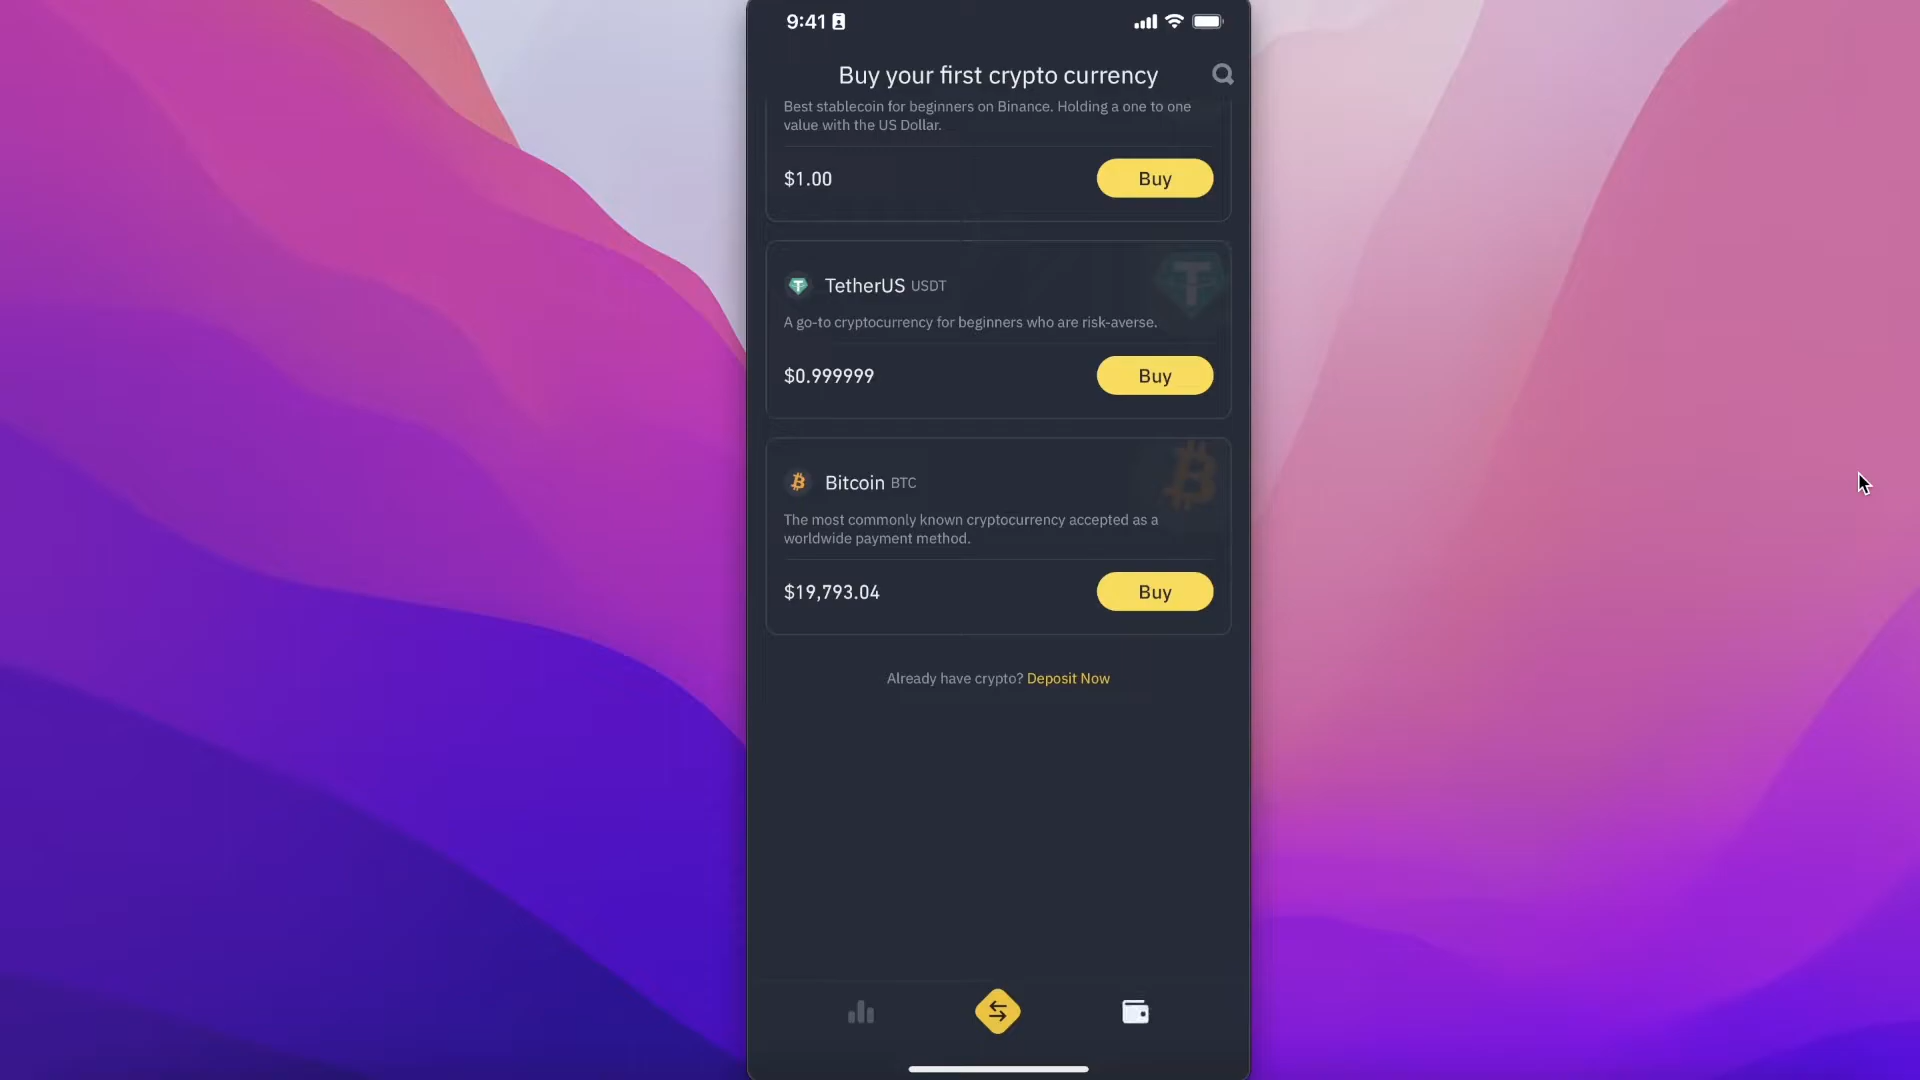 9:41
Buy your first crypto currency
Best stablecoin for beginners on Binance. Holding a one to one
value with the US Dollar.
$1.00
Buy
TetherUS USDT
A go-to cryptocurrency for beginners who are risk-averse.
$0.999999
Buy
Bitcoin BTC
The most commonly known cryptocurrency accepted as a
worldwide payment method.
$19,793.04
Buy
Already have crypto? Deposit Now